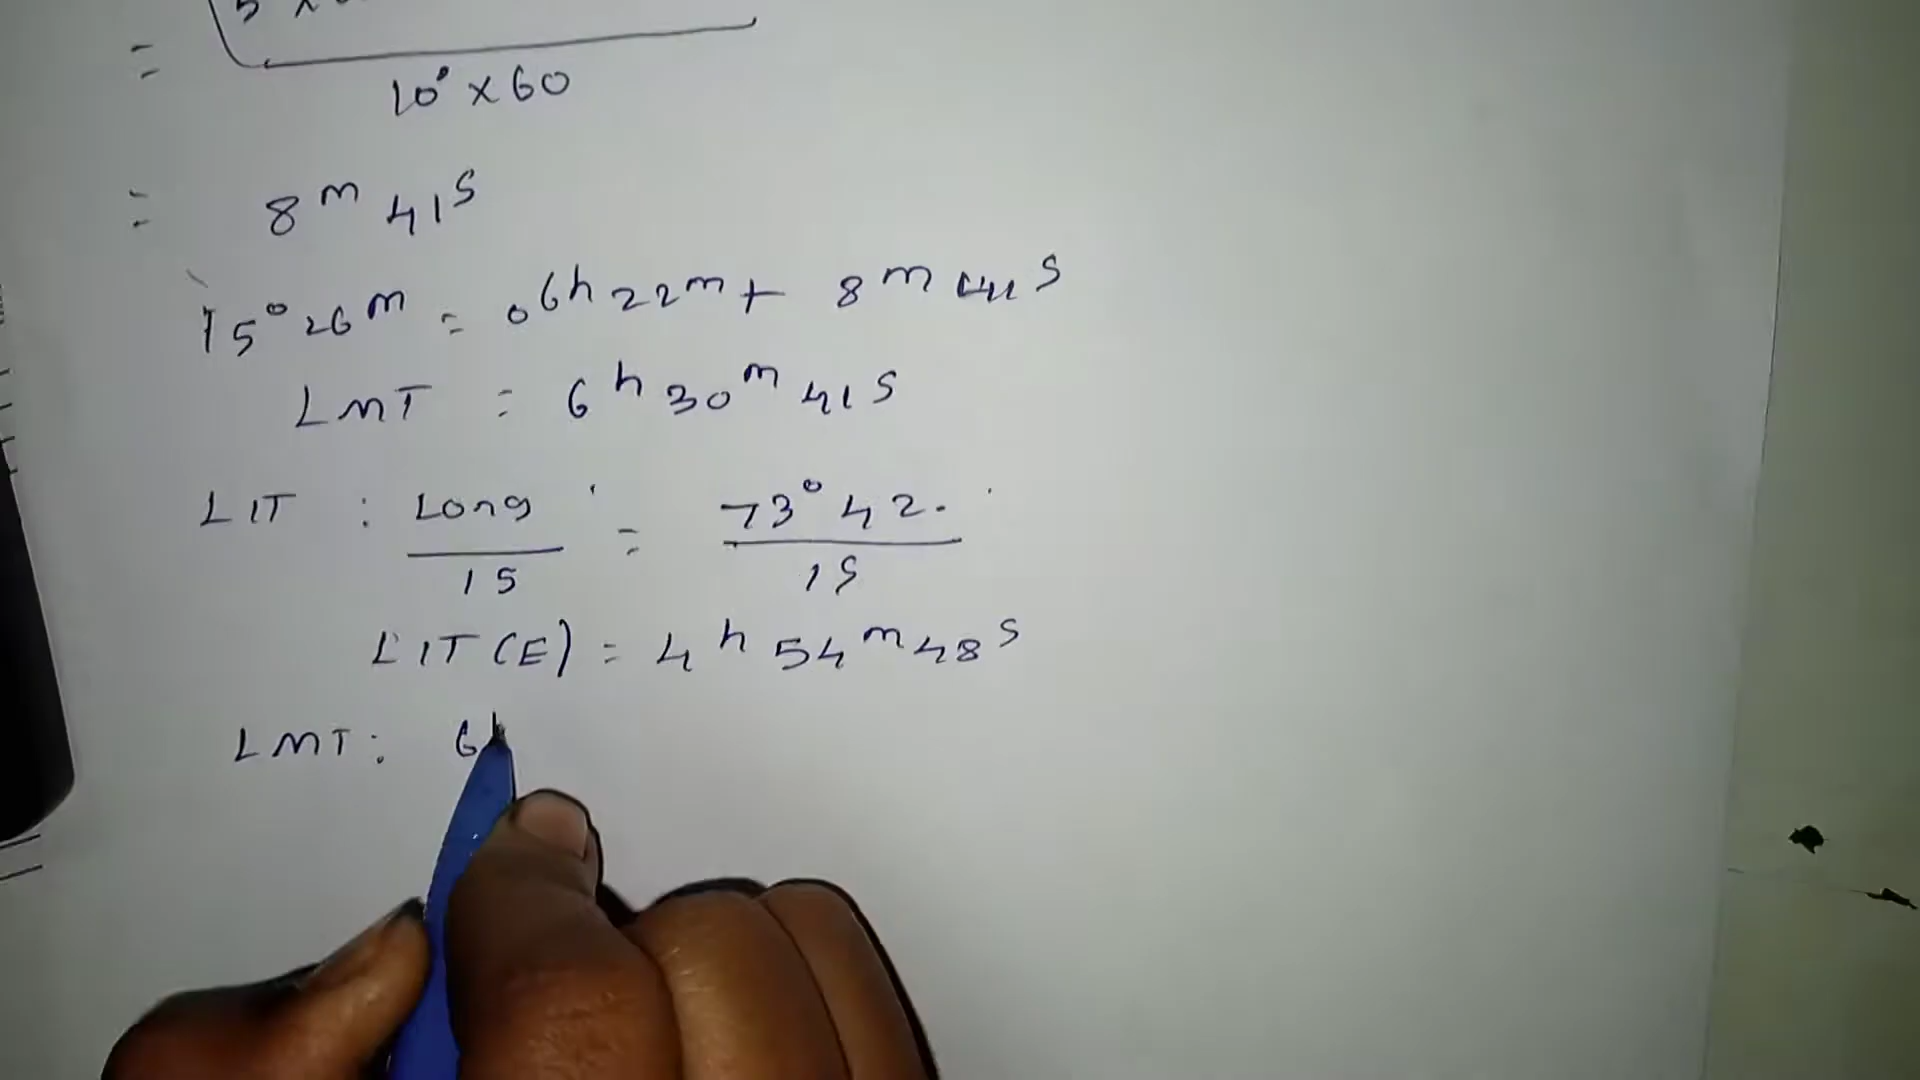 =
10° × 60
= 8ᵐ 41ˢ
15° 26ᵐ = 06ʰ 22ᵐ + 8ᵐ 41ˢ
LMT = 6ʰ 30ᵐ 41ˢ
LIT : Long / 15 = 73° 42. / 15
LIT (E) = 4ʰ 54ᵐ 48ˢ
LMT : 6ʰ